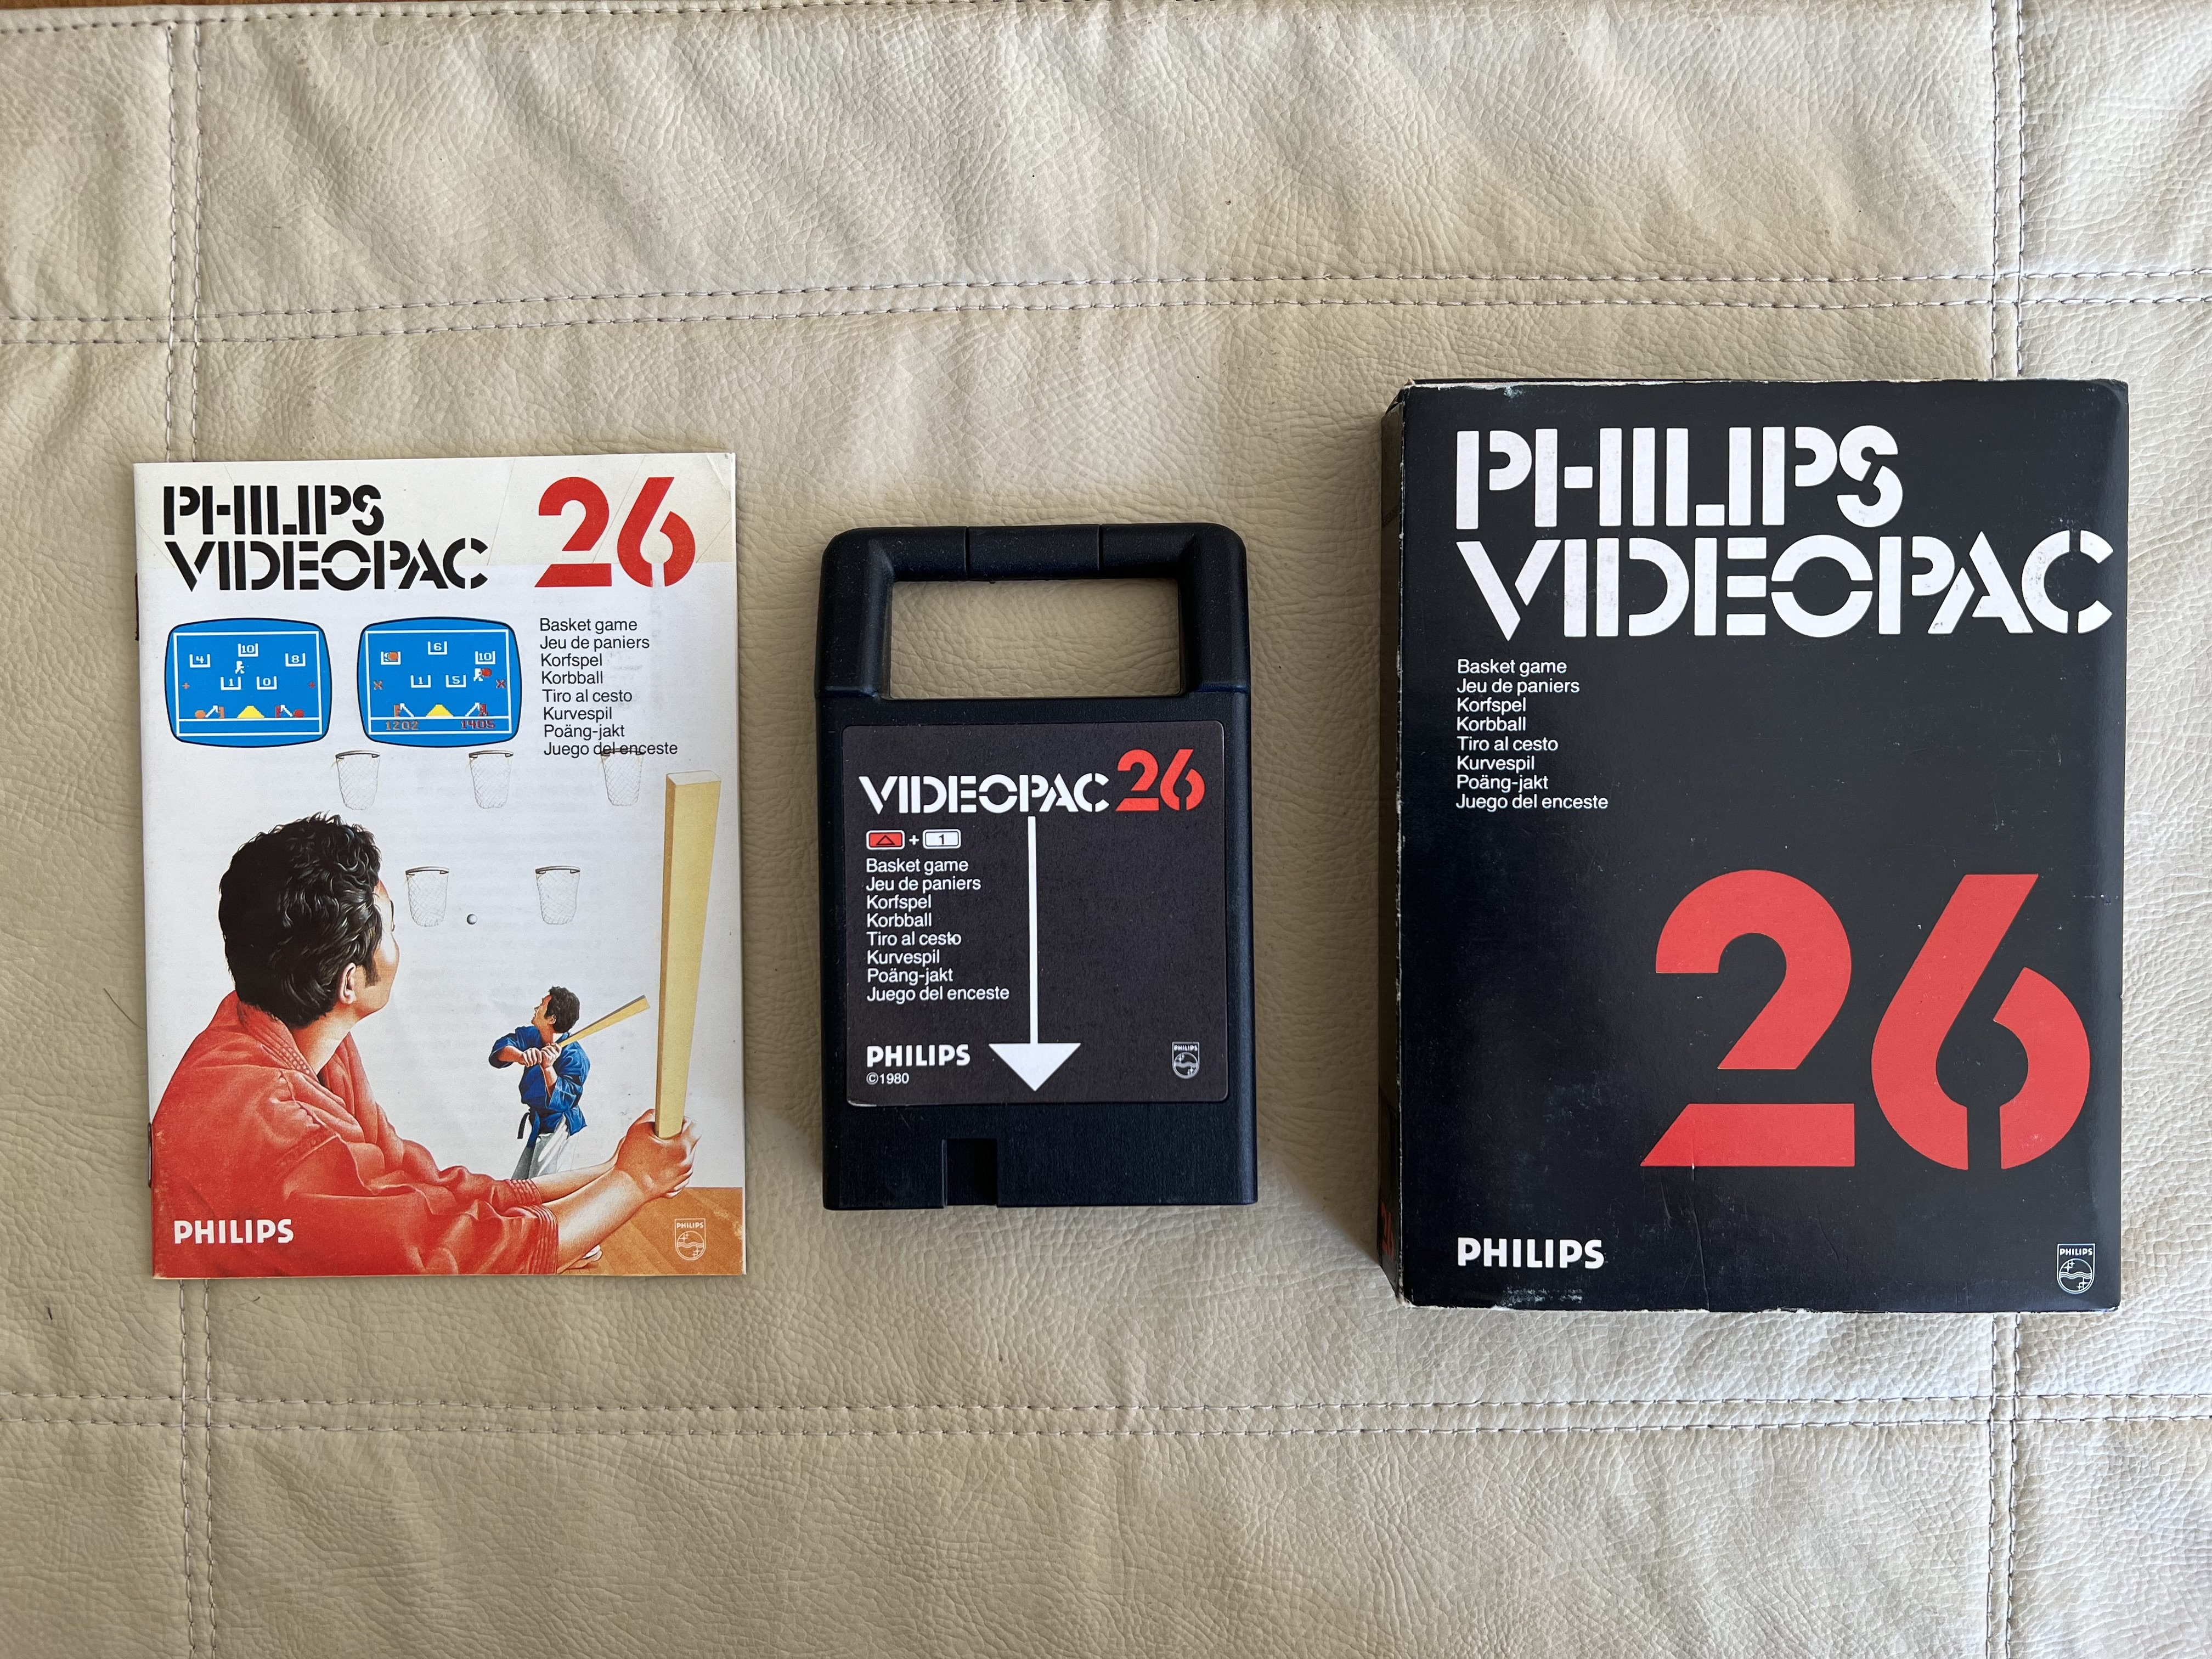 PHILIPS
VIDEOPAC
26
Basket game
Jeu de paniers
Korfspel
Korbball
Tiro al cesto
Kurvespil
Poäng-jakt
Juego del enceste
4
10
8
1
0
6
10
1
5
1202
1405
PHILIPS
PHILIPS
VIDEOPAC 26
+ 1
Basket game
Jeu de paniers
Korfspel
Korbball
Tiro al cesto
Kurvespil
Poäng-jakt
Juego del enceste
PHILIPS
©1980
PHILIPS
PHILIPS
VIDEOPAC
Basket game
Jeu de paniers
Korfspel
Korbball
Tiro al cesto
Kurvespil
Poäng-jakt
Juego del enceste
26
PHILIPS
PHILIPS